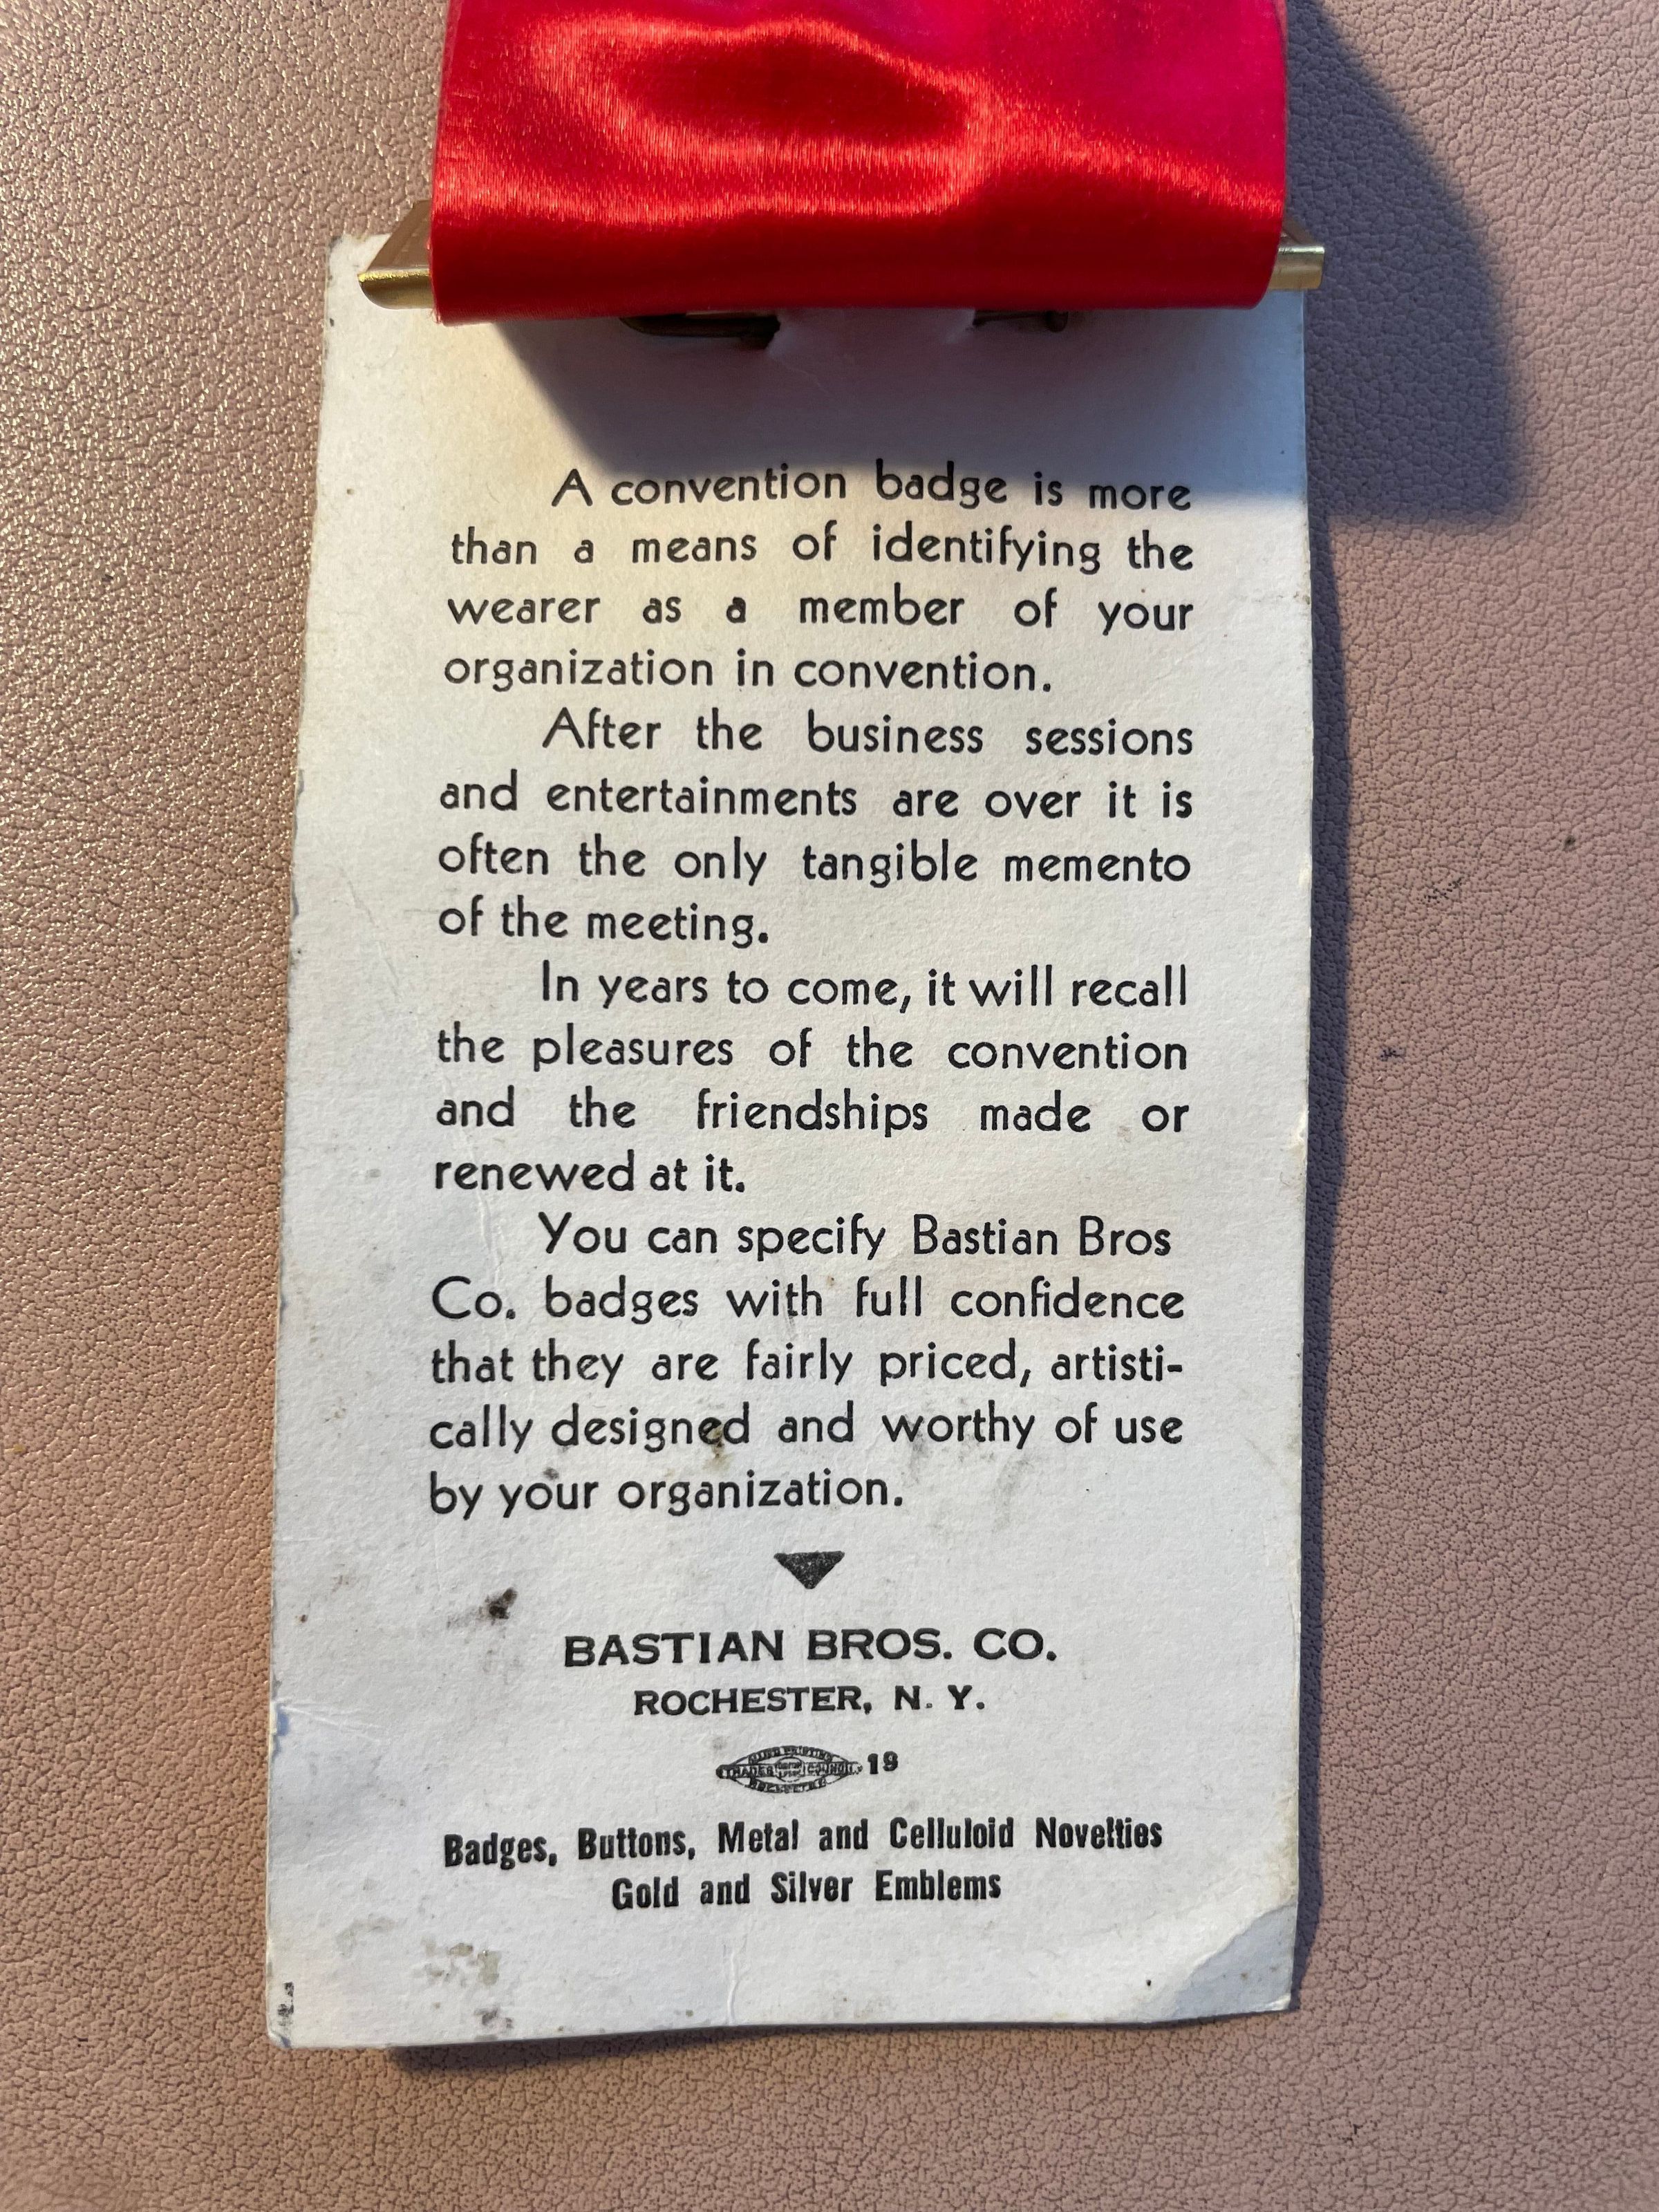 A convention badge is more
than a means of identifying the
wearer as a member of your
organization in convention.
After the business sessions
and entertainments are over it is
often the only tangible memento
of the meeting.
In years to come, it will recall
the pleasures of the convention
and the friendships made or
renewed at it.
You can specify Bastian Bros
Co. badges with full confidence
that they are fairly priced, artisti-
cally designed and worthy of use
by your organization.
BASTIAN BROS. CO.
ROCHESTER, N. Y.
TRADES COUNCIL 19
Badges, Buttons, Metal and Celluloid Novelties
Gold and Silver Emblems